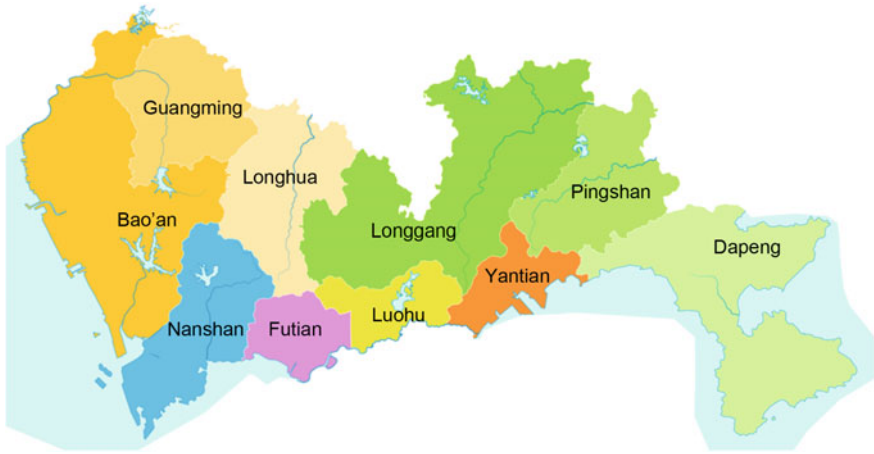 Guangming
Longhua
Bao'an
Pingshan
Longgang
Dapeng
Yantian
Nanshan
Futian
Luohu